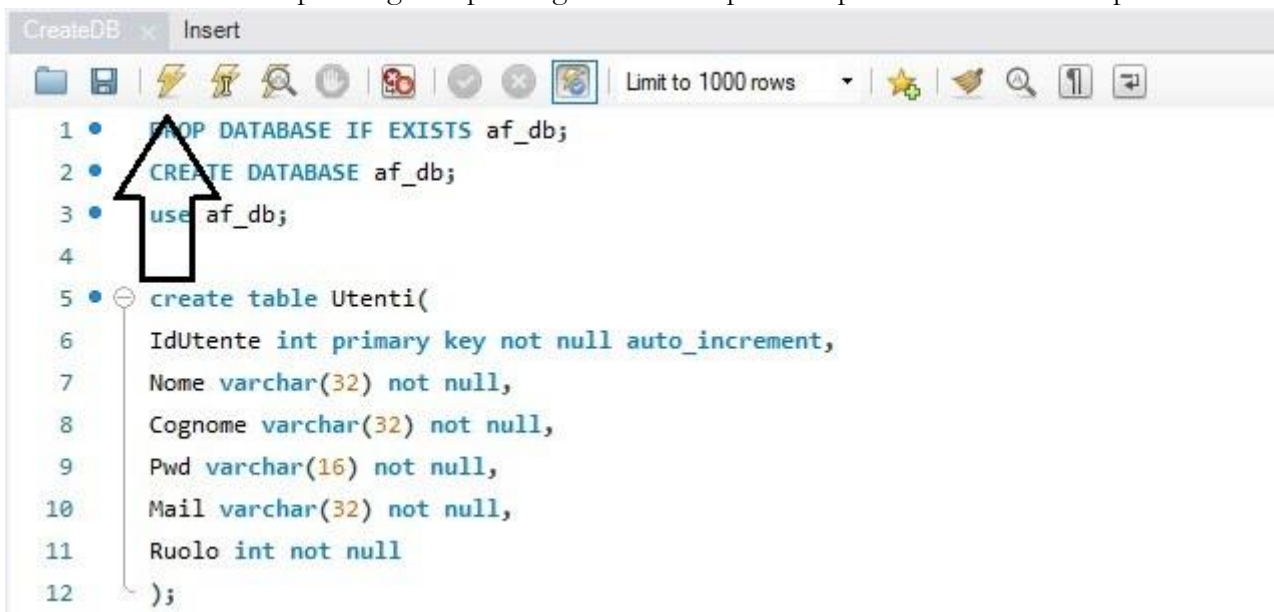 CreateDB Insert
Limit to 1000 rows
1 DROP DATABASE IF EXISTS af_db;
2 CREATE DATABASE af_db;
3 use af_db;
4
5 create table Utenti(
6 IdUtente int primary key not null auto_increment,
7 Nome varchar(32) not null,
8 Cognome varchar(32) not null,
9 Pwd varchar(16) not null,
10 Mail varchar(32) not null,
11 Ruolo int not null
12 );